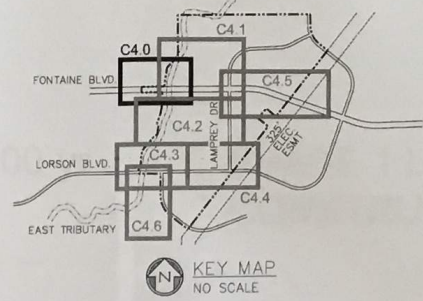 C4.1
C4.0
FONTAINE BLVD.
C4.5
LAMPREY DR
C4.2
325'
ELEC
ESMT
LORSON BLVD.
C4.3
C4.4
EAST TRIBUTARY
C4.6
N
KEY MAP
NO SCALE